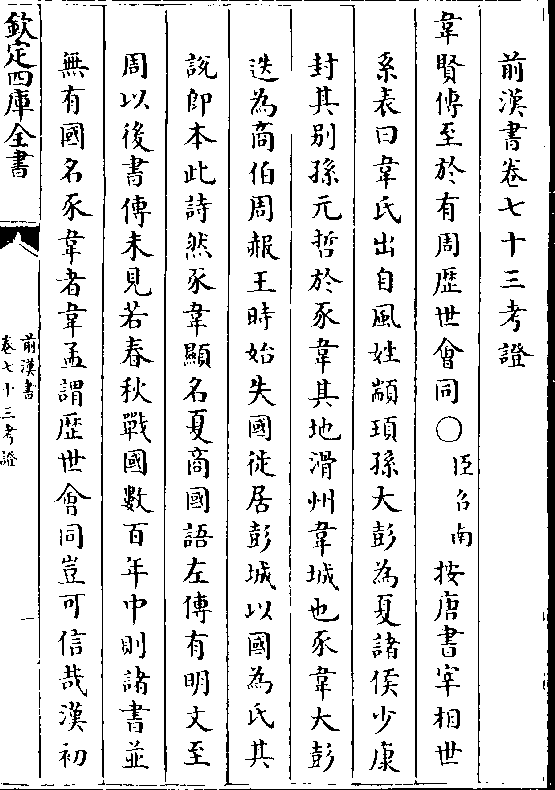 前漢書卷七十三考證
韋賢傳至於有周歷世會同〇臣召南按唐書宰相世
系表曰韋氏出自風姓顓頊孫大彭為夏諸侯少康
封其别孫元哲於豕韋其地滑州韋城也豕韋大彭
迭為商伯周赧王時始失國徙居彭城以國為氏其
説即本此詩然豕韋顯名夏商國語左傳有明文至
周以後書傳未見若春秋戰國數百年中則諸書並
無有國名豕韋者韋孟謂歷世會同豈可信哉漢初
欽定四庫全書
前漢書
卷七十三考證
一